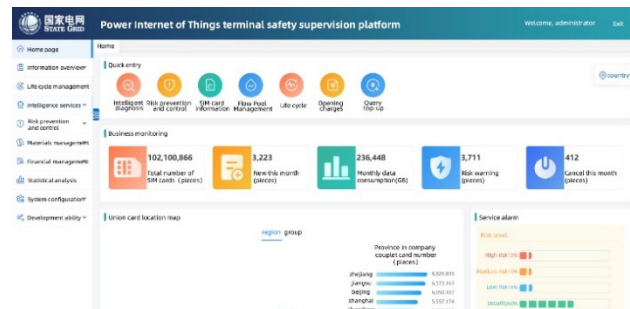 国家电网
STATE GRID
Power Internet of Things terminal safety supervision platform
Welcome, administrator
Exit
Home page
Home
Information overview
Quick entry
country
Life cycle management
Intelligence services
Intelligent diagnosis
Risk prevention and control
SIM card information
Flow Pool Management
Life cycle
Opening charges
Query top-up
Risk prevention and control
Business monitoring
Materials management
Financial management
Statistical analysis
System configuration
Development ability
102,100,866
Total number of SIM cards (pieces)
3,223
New this month (pieces)
236,448
Monthly data consumption(GB)
3,711
Risk warning (pieces)
412
Cancel this month (pieces)
Union card location map
region group
Province in company couplet card number (pieces)
zhejiang
jiangsu
beijing
shanghai
Service alarm
Risk level
High risk
Medium risk
Low risk